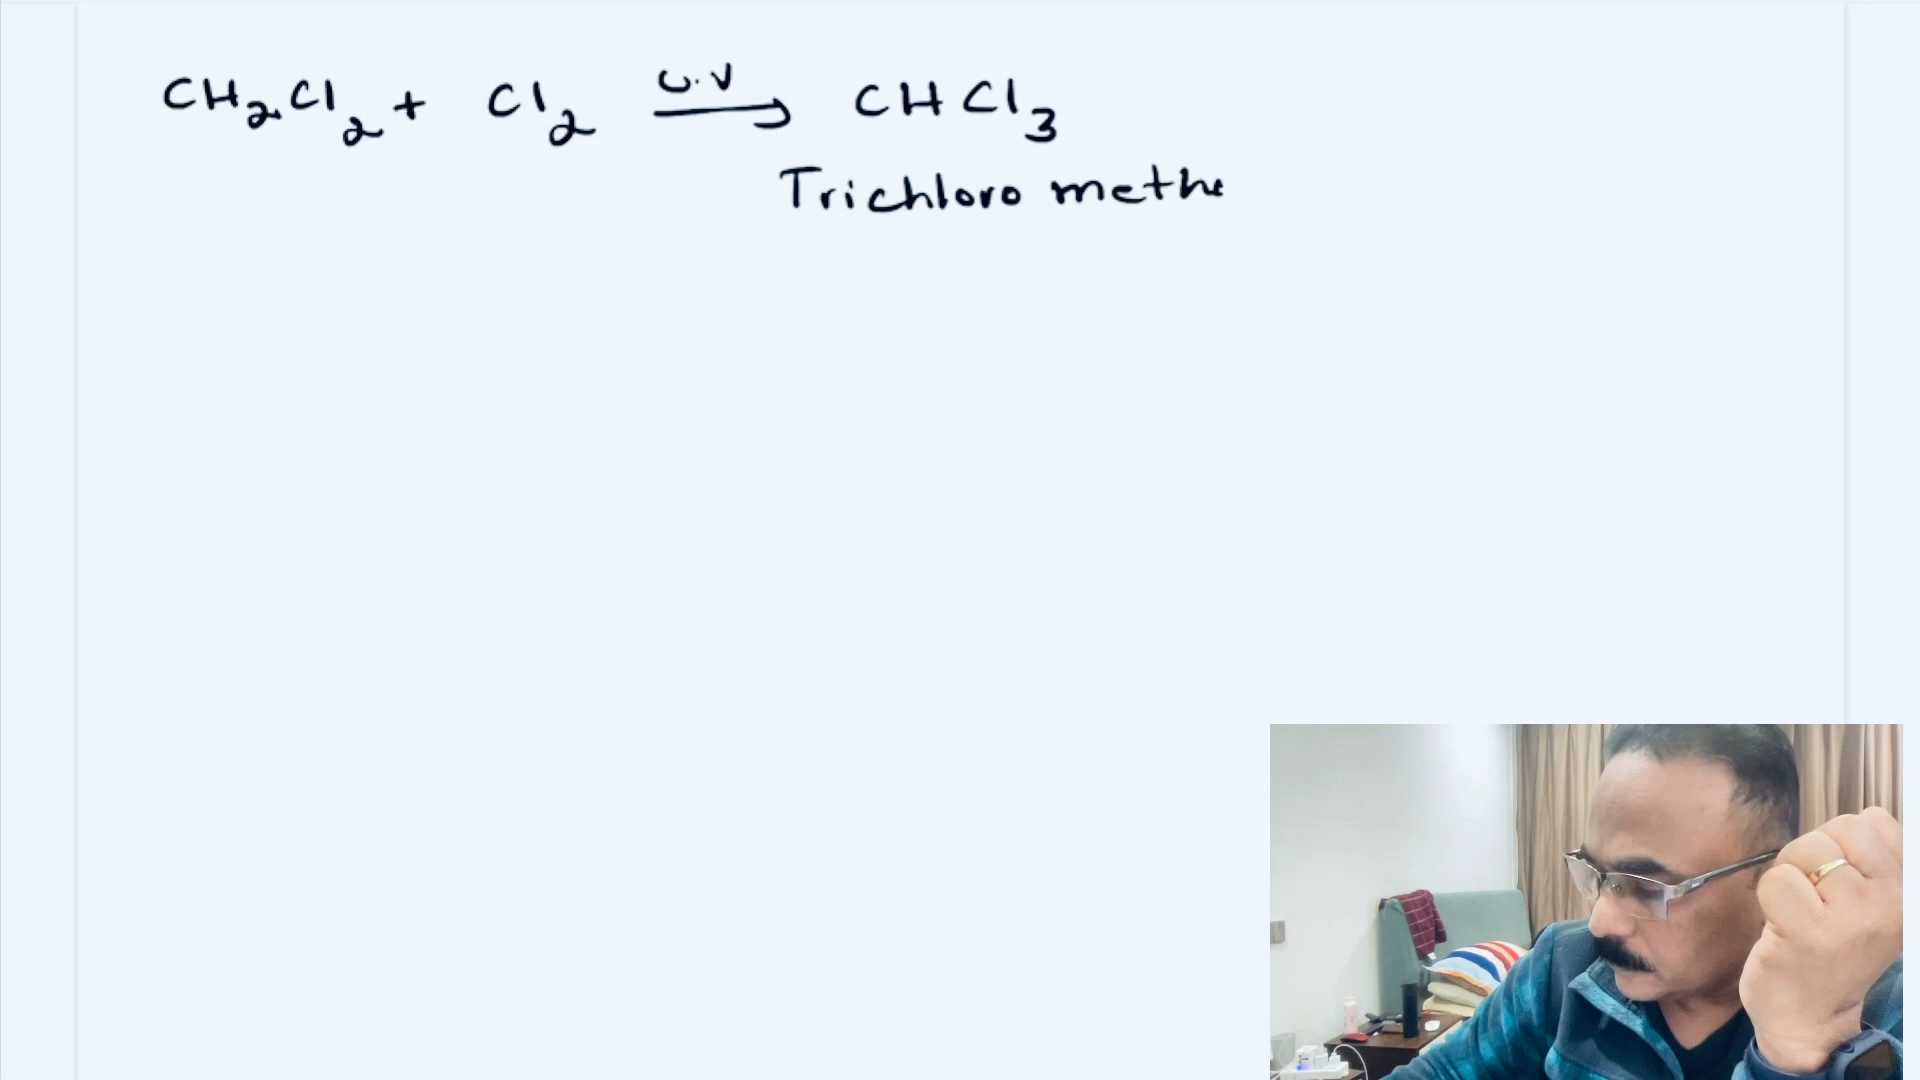 CH₂Cl₂ + Cl₂ U.V → CHCl₃
Trichloro methe